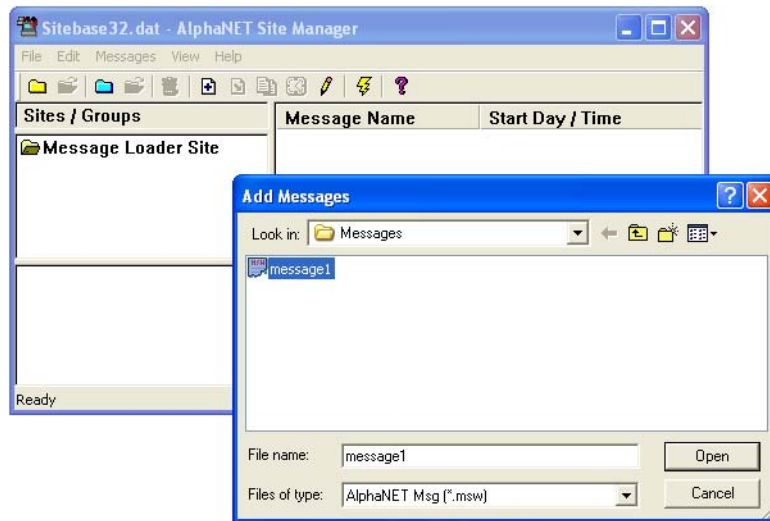 Sitebase32.dat - AlphaNET Site Manager
File Edit Messages View Help
Sites / Groups
Message Name
Start Day / Time
Message Loader Site
Ready
Add Messages
Look in: Messages
message1
File name: message1
Open
Files of type: AlphaNET Msg (*.msw)
Cancel